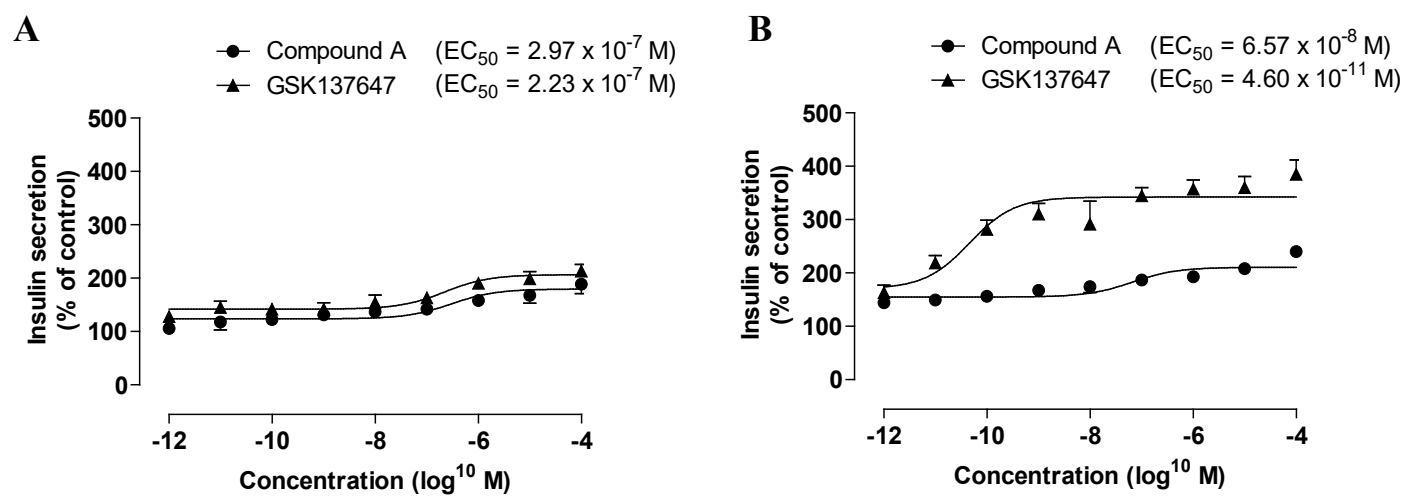 A
Compound A (EC50 = 2.97 x 10-7 M)
GSK137647 (EC50 = 2.23 x 10-7 M)
500
400
300
200
100
0
Insulin secretion
(% of control)
-12 -10 -8 -6 -4
Concentration (log10 M)
B
Compound A (EC50 = 6.57 x 10-8 M)
GSK137647 (EC50 = 4.60 x 10-11 M)
500
400
300
200
100
0
Insulin secretion
(% of control)
-12 -10 -8 -6 -4
Concentration (log10 M)